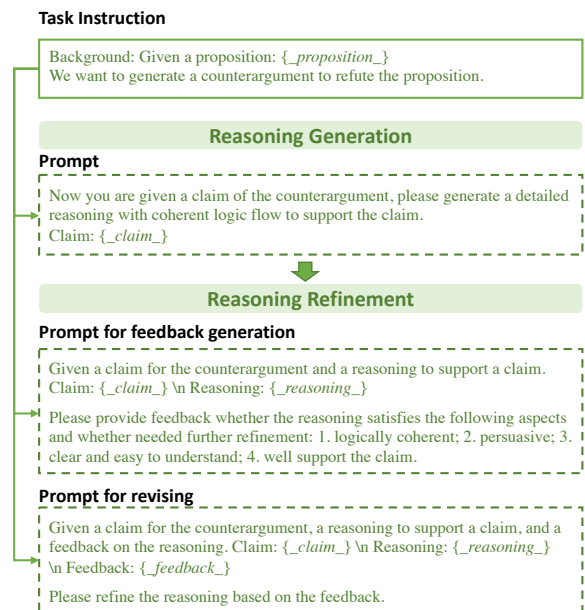 Task Instruction
Background: Given a proposition: {_proposition_}
We want to generate a counterargument to refute the proposition.
Reasoning Generation
Prompt
Now you are given a claim of the counterargument, please generate a detailed
reasoning with coherent logic flow to support the claim.
Claim: {_claim_}
Reasoning Refinement
Prompt for feedback generation
Given a claim for the counterargument and a reasoning to support a claim.
Claim: {_claim_} \n Reasoning: {_reasoning_}
Please provide feedback whether the reasoning satisfies the following aspects
and whether needed further refinement: 1. logically coherent; 2. persuasive; 3.
clear and easy to understand; 4. well support the claim.
Prompt for revising
Given a claim for the counterargument, a reasoning to support a claim, and a
feedback on the reasoning. Claim: {_claim_} \n Reasoning: {_reasoning_}
\n Feedback: {_feedback_}
Please refine the reasoning based on the feedback.